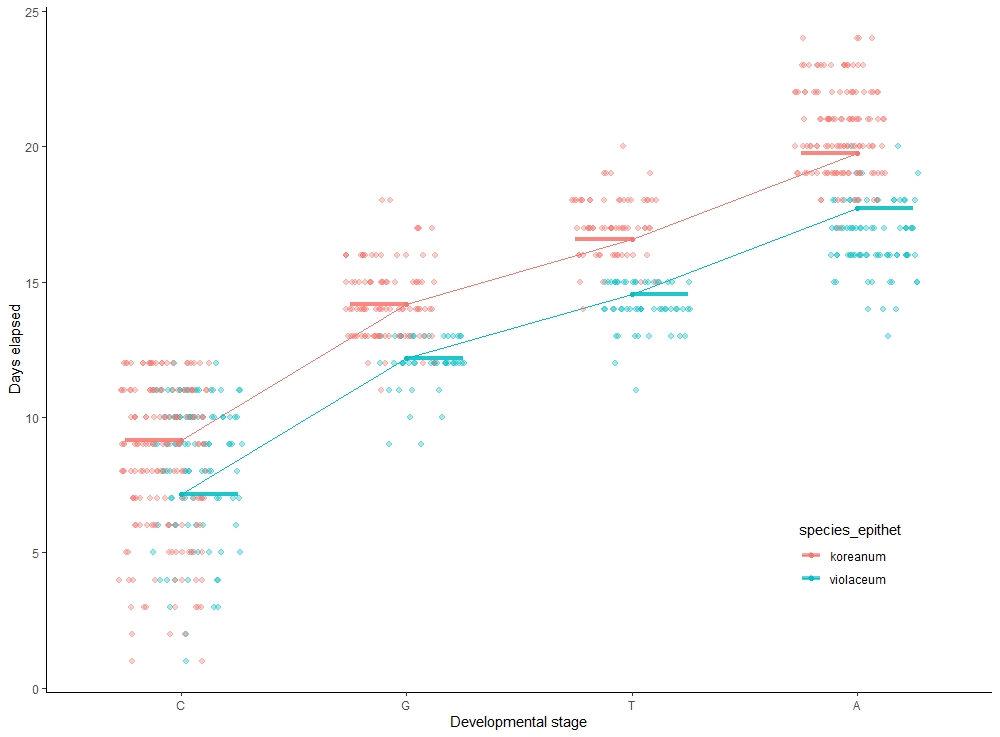 25
20
15
10
5
0
Days elapsed
C G T A
Developmental stage
species_epithet
koreanum
violaceum